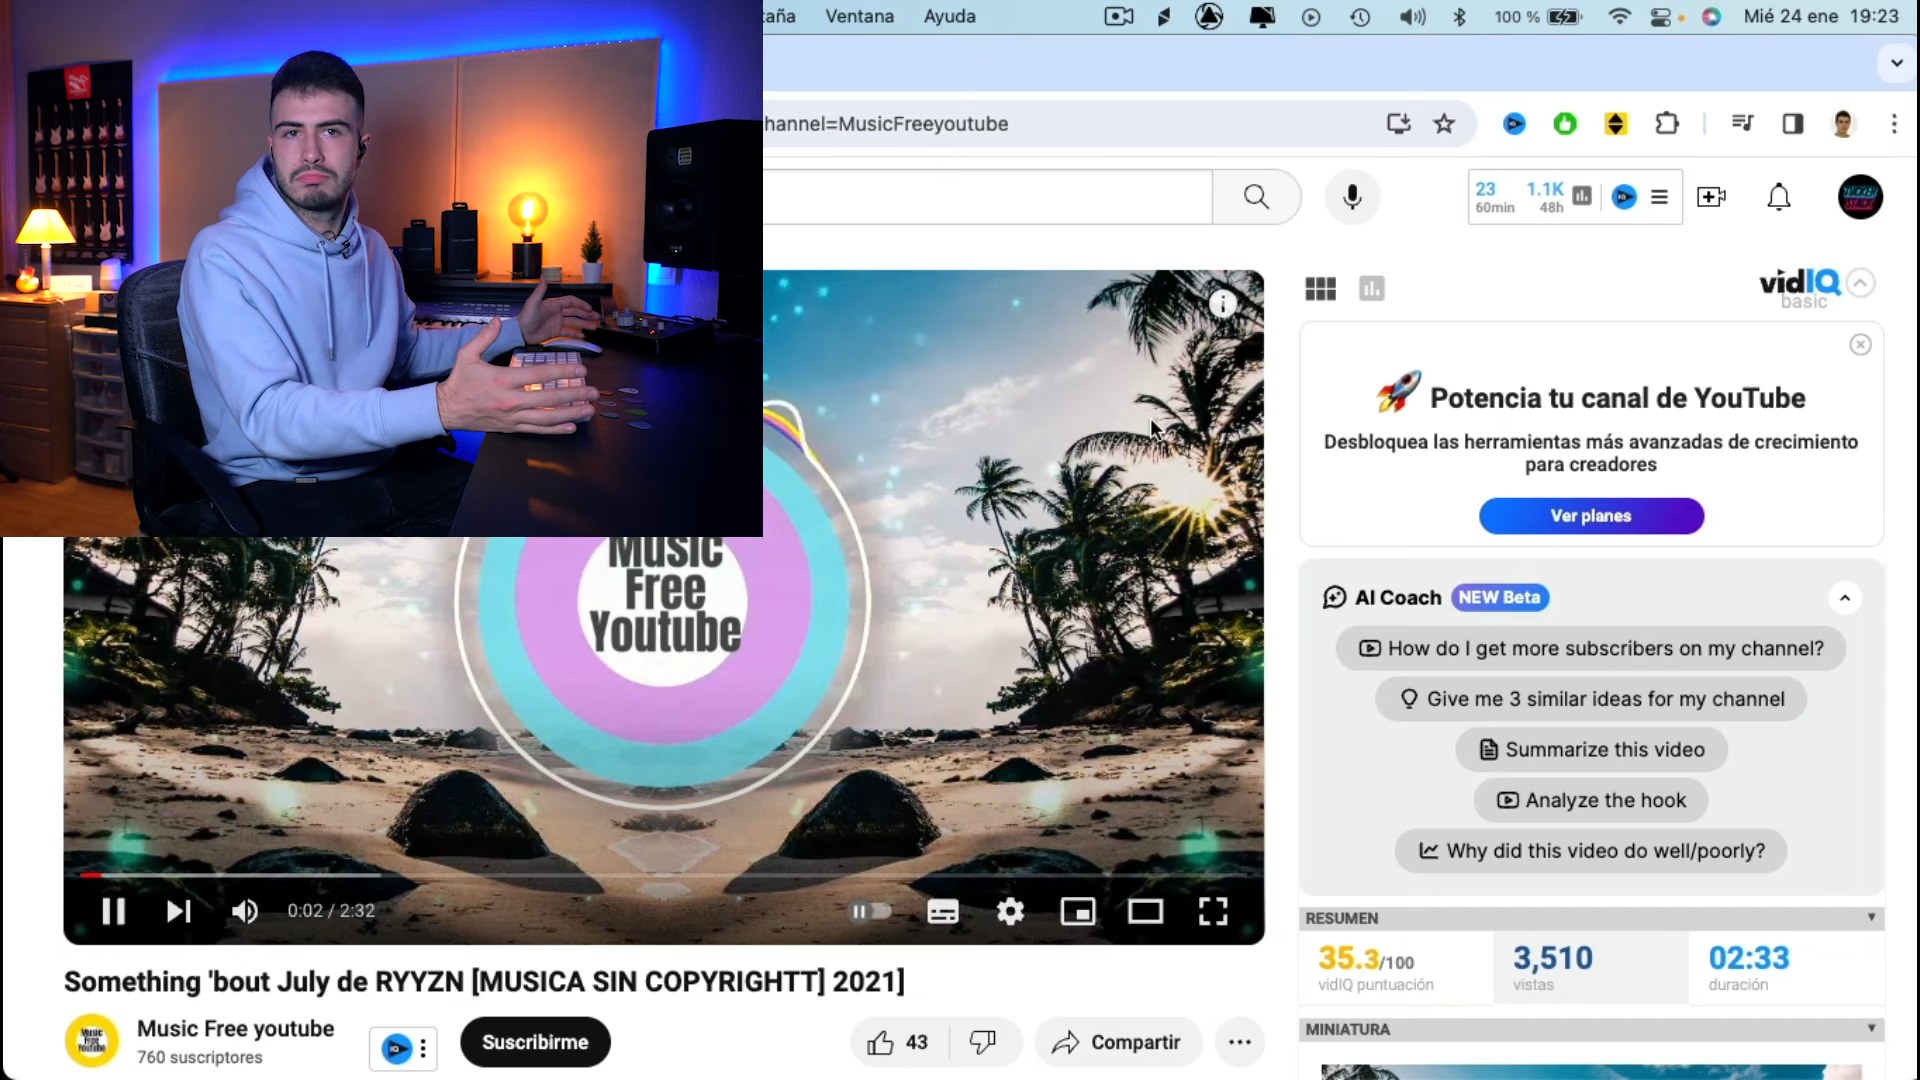 Ventana Ayuda 100 % Mié 24 ene 19:23
hannel=MusicFreeyoutube
23 1.1K
60min 48h
vidIQ
basic
Potencia tu canal de YouTube
Desbloquea las herramientas más avanzadas de crecimiento
para creadores
Ver planes
Music
Free
Youtube
AI Coach NEW Beta
How do I get more subscribers on my channel?
Give me 3 similar ideas for my channel
Summarize this video
Analyze the hook
Why did this video do well/poorly?
0:02 / 2:32
RESUMEN
35.3/100 3,510 02:33
vidIQ puntuación vistas duración
MINIATURA
Something 'bout July de RYYZN [MUSICA SIN COPYRIGHTT] 2021]
Music Free youtube
760 suscriptores
Suscribirme
43
Compartir